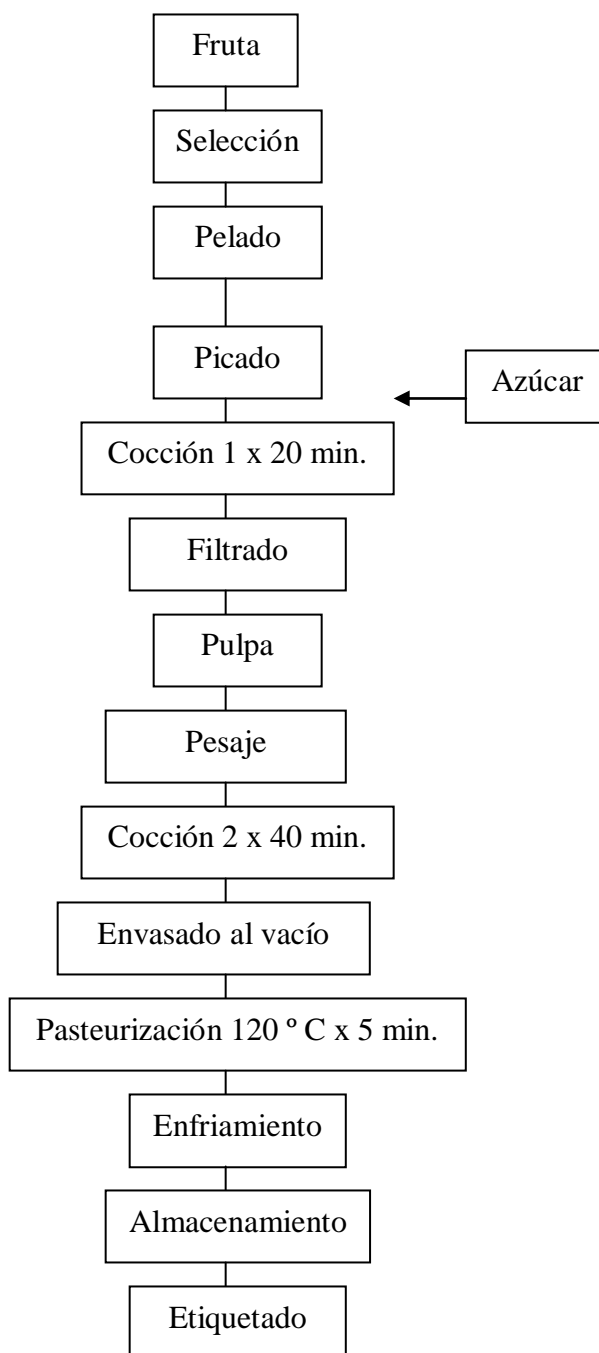 Fruta
Selección
Pelado
Picado
Azúcar
Cocción 1 x 20 min.
Filtrado
Pulpa
Pesaje
Cocción 2 x 40 min.
Envasado al vacío
Pasteurización 120 º C x 5 min.
Enfriamiento
Almacenamiento
Etiquetado